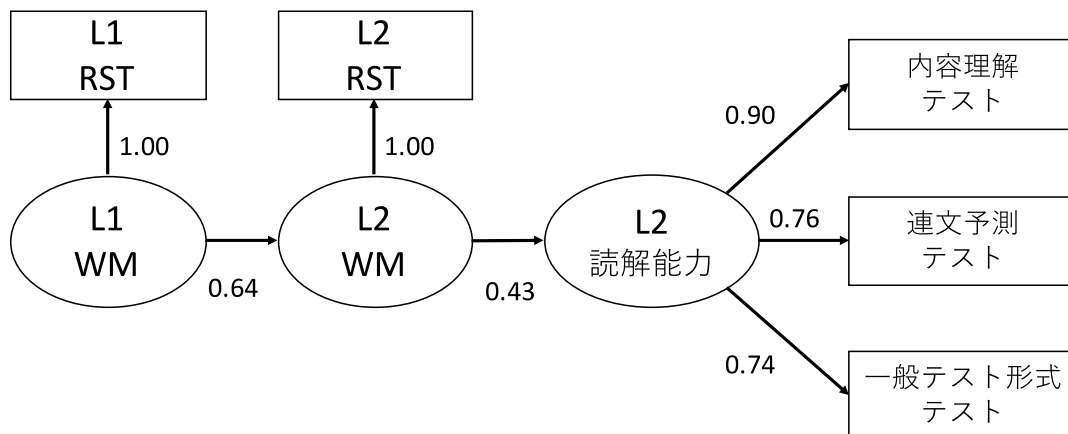 L1
RST
L2
RST
内容理解
テスト
1.00
1.00
0.90
L1
WM
L2
WM
L2
読解能力
0.76
連文予測
テスト
0.64
0.43
0.74
一般テスト形式
テスト